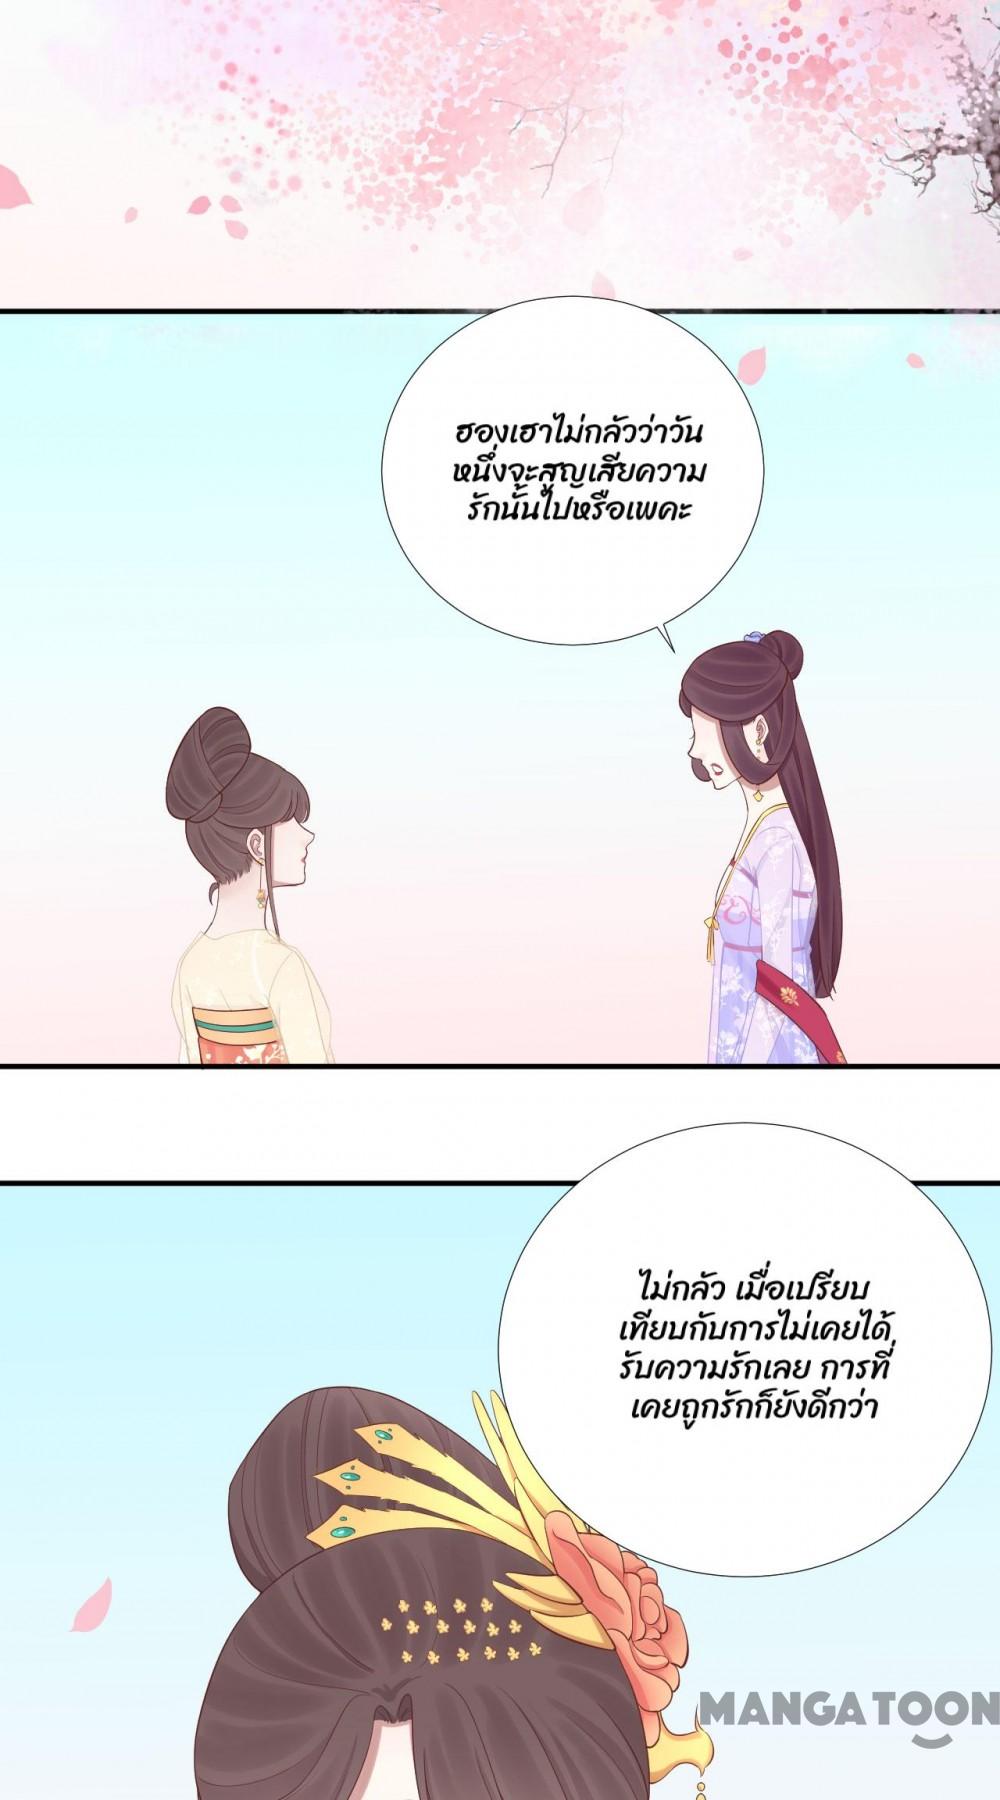 ฮองเฮาไม่กลัวว่าวัน
หนึ่งจะสูญเสียความ
รักนั้นไปหรือเพคะ
ไม่กลัว เมื่อเปรียบ
เทียบกับการไม่เคยได้
รับความรักเลย การที่
เคยถูกรักก็ยังดีกว่า
MANGATOON